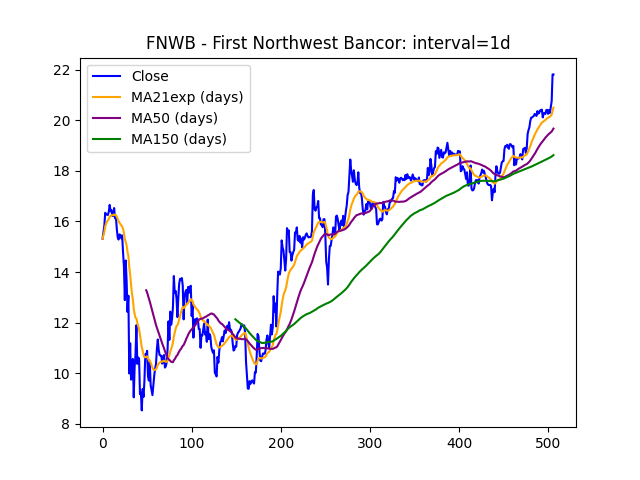 FNWB - First Northwest Bancor: interval=1d
Close
MA21exp (days)
MA50 (days)
MA150 (days)
22
20
18
16
14
12
10
8
0 100 200 300 400 500